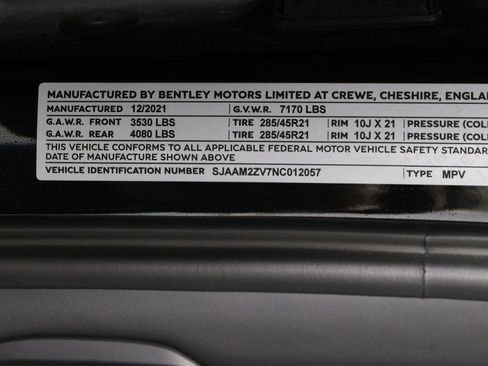 MANUFACTURED BY BENTLEY MOTORS LIMITED AT CREWE, CHESHIRE, ENGLAN
MANUFACTURED 12/2021 G.V.W.R. 7170 LBS
G.A.W.R. FRONT 3530 LBS TIRE 285/45R21 RIM 10J X 21 PRESSURE (COL
G.A.W.R. REAR 4080 LBS TIRE 285/45R21 RIM 10J X 21 PRESSURE (COL
THIS VEHICLE CONFORMS TO ALL APPLICABLE FEDERAL MOTOR VEHICLE SAFETY STANDAR
DATE OF MANUFACTURE SHOWN ABOVE
VEHICLE IDENTIFICATION NUMBER SJAAM2ZV7NC012057 TYPE MPV